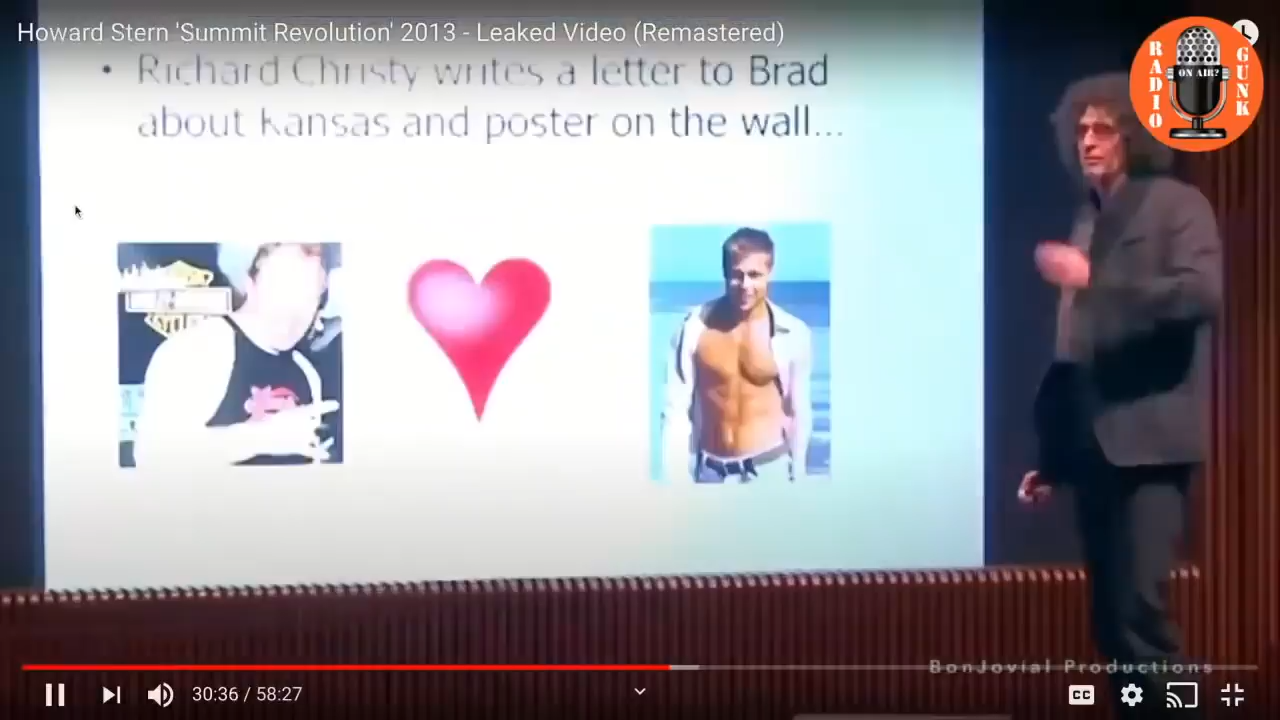 Howard Stern 'Summit Revolution' 2013 - Leaked Video (Remastered)
• Richard Christy writes a letter to Brad
about Kansas and poster on the wall...
RADIO
ON AIR?
GUNK
BonJovial Productions
30:36 / 58:27
CC